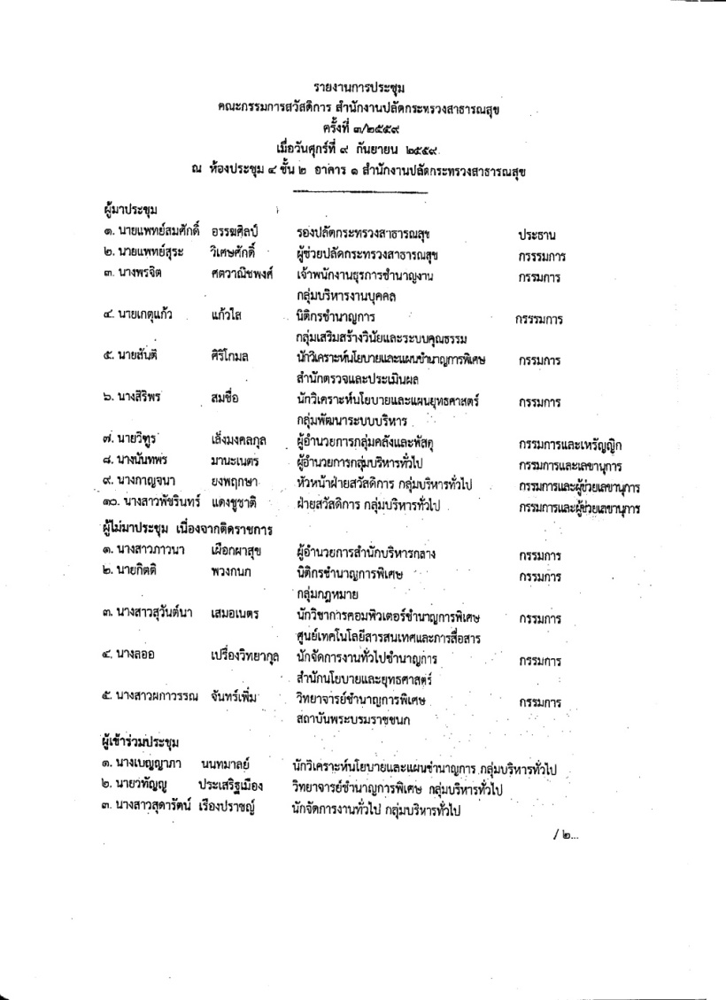 รายงานการประชุม
คณะกรรมการสวัสดิการ สำนักงานปลัดกระทรวงสาธารณสุข
ครั้งที่ ๓/๒๕๕๙
เมื่อวันศุกร์ที่ ๙ กันยายน ๒๕๕๙
ณ ห้องประชุม ๔ ชั้น ๒ อาคาร ๑ สำนักงานปลัดกระทรวงสาธารณสุข
ผู้มาประชุม
๑. นายแพทย์สมศักดิ์ อรรฆศิลป์ รองปลัดกระทรวงสาธารณสุข ประธาน
๒. นายแพทย์สุระ วิเศษศักดิ์ ผู้ช่วยปลัดกระทรวงสาธารณสุข กรรรมการ
๓. นางพรจิต ศตวาณิชพงศ์ เจ้าพนักงานธุรการชำนาญงาน กรรมการ
กลุ่มบริหารงานบุคคล
๔. นายเกตุแก้ว แก้วใส นิติกรชำนาญการ กรรรมการ
กลุ่มเสริมสร้างวินัยและระบบคุณธรรม
๕. นายสันติ ศิริโกมล นักวิเคราะห์นโยบายและแผนชำนาญการพิเศษ กรรมการ
สำนักตรวจและประเมินผล
๖. นางสิริพร สมชื่อ นักวิเคราะห์นโยบายและแผนยุทธศาสตร์ กรรมการ
กลุ่มพัฒนาระบบบริหาร
๗. นายวิฑูร เล้งมงคลกุล ผู้อำนวยการกลุ่มคลังและพัสดุ กรรมการและเหรัญญิก
๘. นางนันทพร มานะเนตร ผู้อำนวยการกลุ่มบริหารทั่วไป กรรมการและเลขานุการ
๙. นางกาญจนา ยงพฤกษา หัวหน้าฝ่ายสวัสดิการ กลุ่มบริหารทั่วไป กรรมการและผู้ช่วยเลขานุการ
๑๐. นางสาวพัชรินทร์ แดงชูชาติ ฝ่ายสวัสดิการ กลุ่มบริหารทั่วไป กรรมการและผู้ช่วยเลขานุการ
ผู้ไม่มาประชุม เนื่องจากติดราชการ
๑. นางสาวภาวนา เผือกผาสุข ผู้อำนวยการสำนักบริหารกลาง กรรมการ
๒. นายกิตติ พวงกนก นิติกรชำนาญการพิเศษ กรรมการ
กลุ่มกฎหมาย
๓. นางสาวสุวันต์นา เสมอเนตร นักวิชาการคอมพิวเตอร์ชำนาญการพิเศษ กรรมการ
ศูนย์เทคโนโลยีสารสนเทศและการสื่อสาร
๔. นางลออ เปรื่องวิทยากุล นักจัดการงานทั่วไปชำนาญการ กรรมการ
สำนักนโยบายและยุทธศาสตร์
๕. นางสาวผกาวรรณ จันทร์เพิ่ม วิทยาจารย์ชำนาญการพิเศษ กรรมการ
สถาบันพระบรมราชชนก
ผู้เข้าร่วมประชุม
๑. นางเบญญาภา นนทมาลย์ นักวิเคราะห์นโยบายและแผนชำนาญการ กลุ่มบริหารทั่วไป
๒. นายวทัญญู ประเสริฐเมือง วิทยาจารย์ชำนาญการพิเศษ กลุ่มบริหารทั่วไป
๓. นางสาวสุดารัตน์ เรืองปราชญ์ นักจัดการงานทั่วไป กลุ่มบริหารทั่วไป
/๒...